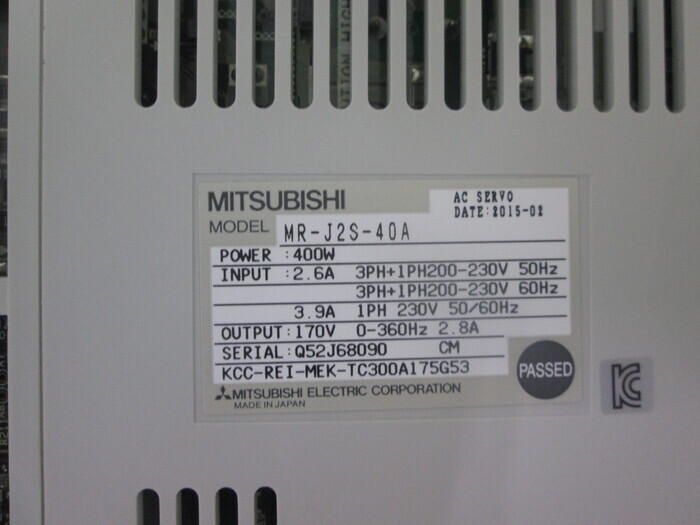 UTION HIGH
MITSUBISHI
AC SERVO
DATE:2015-02
MODEL MR-J2S-40A
POWER :400W
INPUT :2.6A 3PH+1PH200-230V 50Hz
3PH+1PH200-230V 60Hz
3.9A 1PH 230V 50/60Hz
OUTPUT:170V 0-360Hz 2.8A
SERIAL:Q52J68090 CM
KCC-REI-MEK-TC300A175G53
PASSED
MITSUBISHI ELECTRIC CORPORATION
MADE IN JAPAN